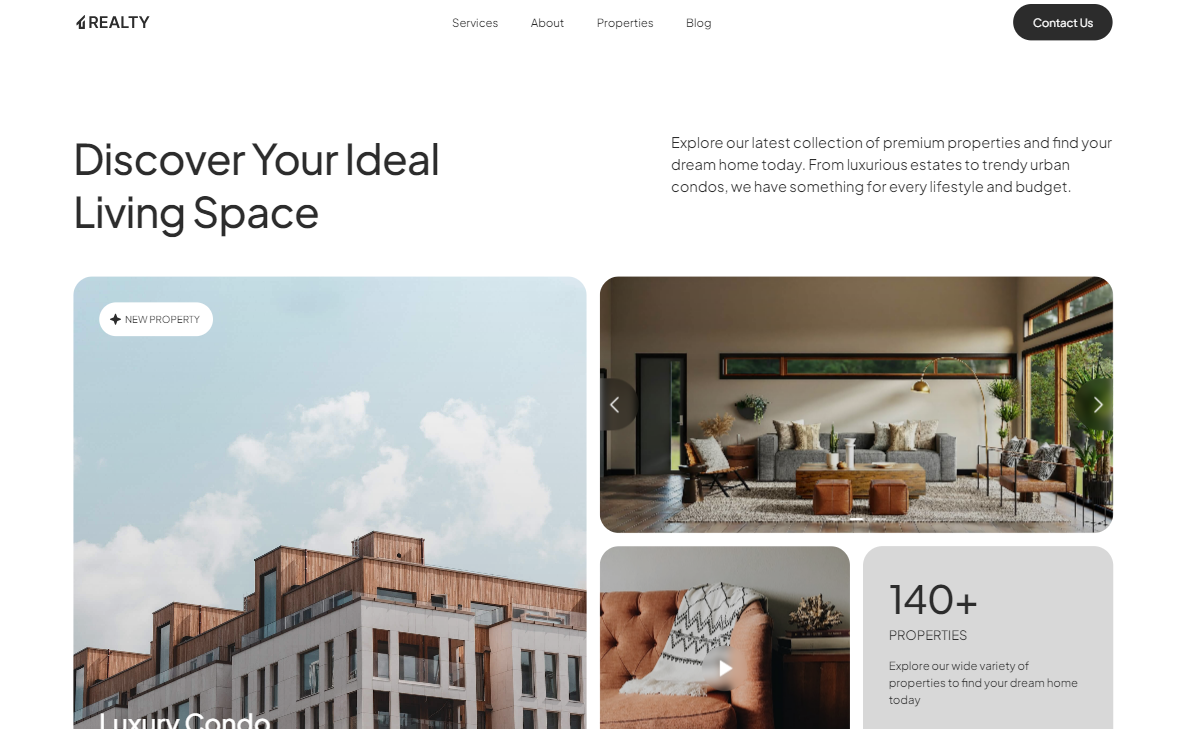 REALTY
Services
About
Properties
Blog
Contact Us
Discover Your Ideal
Living Space
Explore our latest collection of premium properties and find your
dream home today. From luxurious estates to trendy urban
condos, we have something for every lifestyle and budget.
NEW PROPERTY
Luxury Condo
140+
PROPERTIES
Explore our wide variety of
properties to find your dream home
today